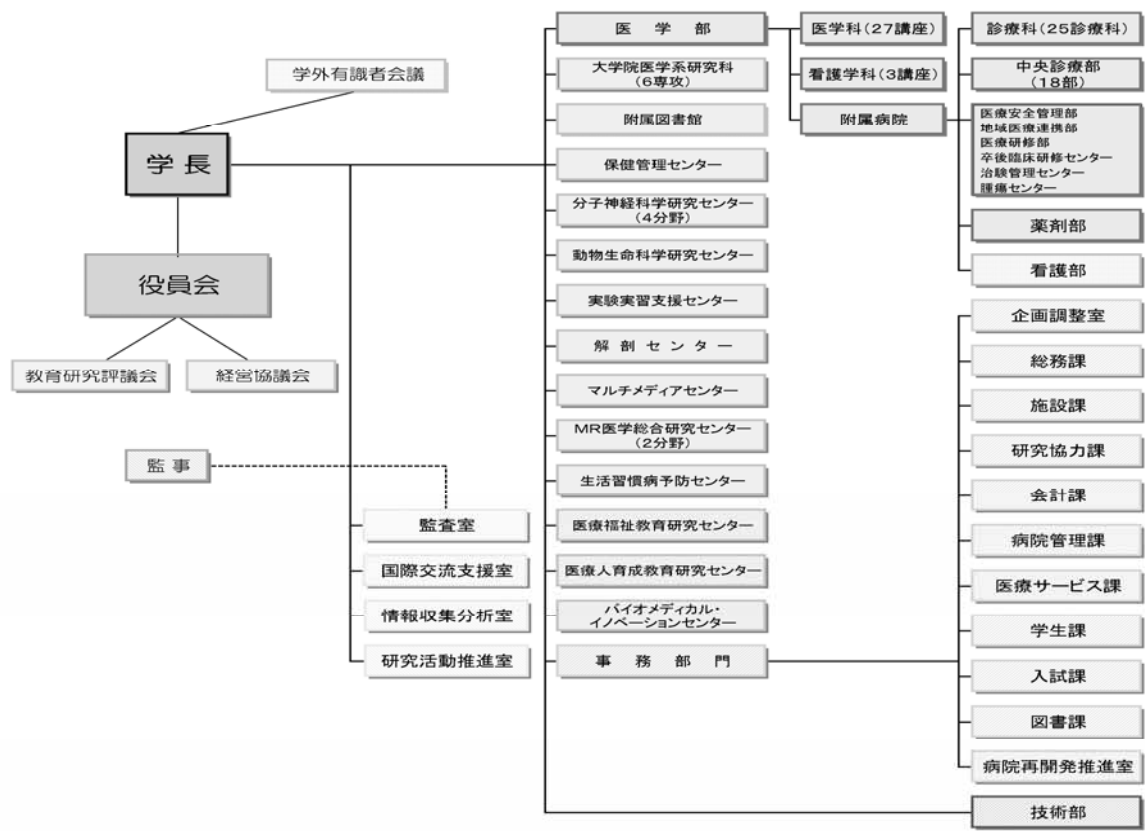 学外有識者会議
学長
役員会
教育研究評議会
経営協議会
監事
監査室
国際交流支援室
情報収集分析室
研究活動推進室
医学部
大学院医学系研究科
(6専攻)
附属図書館
保健管理センター
分子神経科学研究センター
(4分野)
動物生命科学研究センター
実験実習支援センター
解剖センター
マルチメディアセンター
MR医学総合研究センター
(2分野)
生活習慣病予防センター
医療福祉教育研究センター
医療人育成教育研究センター
バイオメディカル・
イノベーションセンター
事務部門
医学科(27講座)
看護学科(3講座)
附属病院
診療科(25診療科)
中央診療部
(18部)
医療安全管理部
地域医療連携部
医療研修部
卒後臨床研修センター
治験管理センター
腫瘍センター
薬剤部
看護部
企画調整室
総務課
施設課
研究協力課
会計課
病院管理課
医療サービス課
学生課
入試課
図書課
病院再開発推進室
技術部